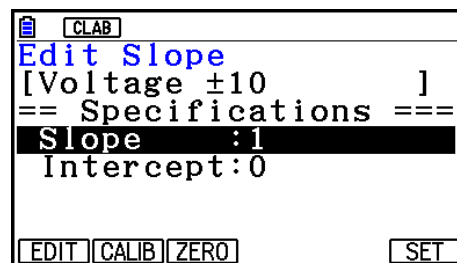 CLAB
Edit Slope
[Voltage ±10 ]
== Specifications ===
Slope :1
Intercept:0
EDIT CALIB ZERO SET